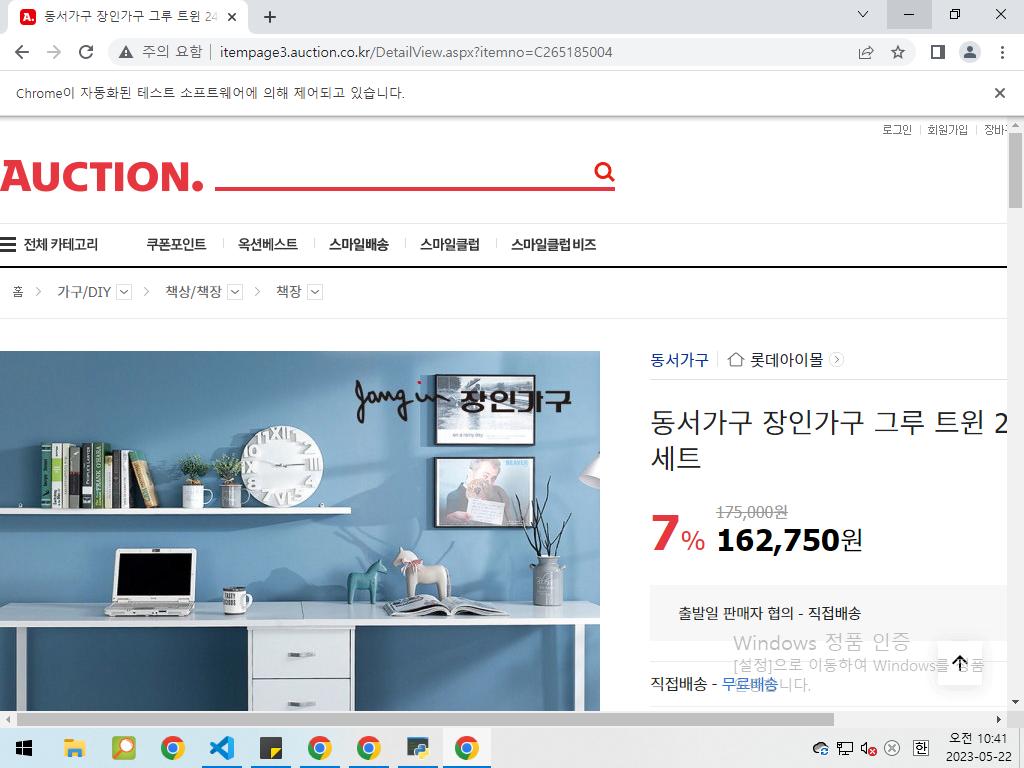 동서가구 장인가구 그루 트윈 24
주의 요함
itempage3.auction.co.kr/DetailView.aspx?itemno=C265185004
Chrome이 자동화된 테스트 소프트웨어에 의해 제어되고 있습니다.
로그인 회원가입 장바
AUCTION.
전체 카테고리 쿠폰포인트 옥션베스트 스마일배송 스마일클럽 스마일클럽 비즈
홈 가구/DIY 책상/책장 책장
Jang in 장인가구
동서가구 롯데아이몰
동서가구 장인가구 그루 트윈 2
세트
175,000원
7% 162,750원
출발일 판매자 협의 - 직접배송
Windows 정품 인증
[설정]으로 이동하여 Windows를 정품
직접배송 - 무료배송
니다.
한
오전 10:41
2023-05-22